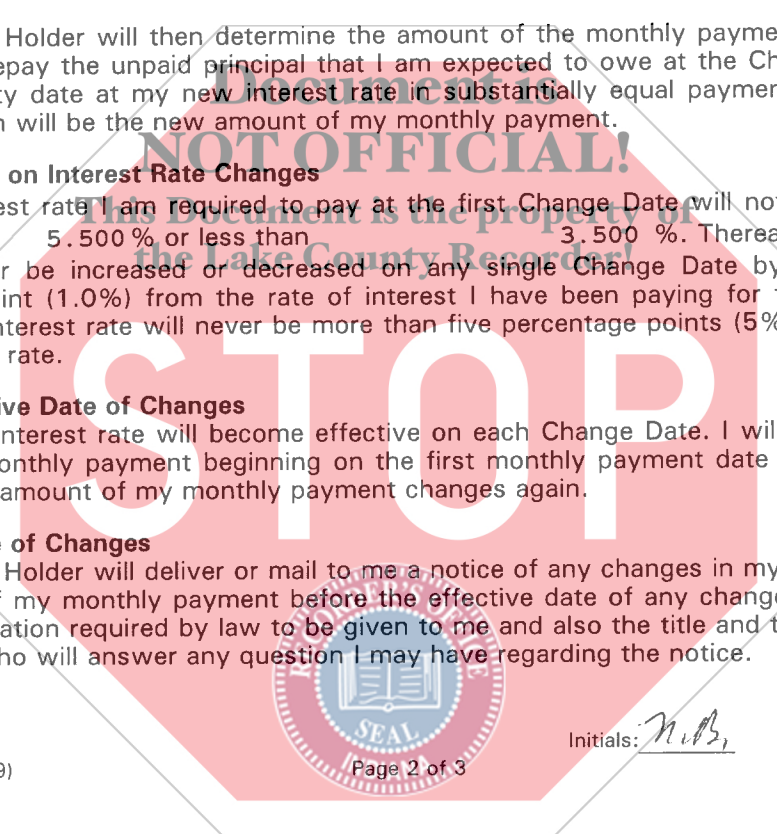 Holder will then determine the amount of the monthly payme
epay the unpaid principal that I am expected to owe at the Ch
ty date at my new interest rate in substantially equal paymen
n will be the new amount of my monthly payment.
Document is
NOT OFFICIAL!
This Document is the property of
the Lake County Recorder!
on Interest Rate Changes
est rate I am required to pay at the first Change Date will not
5.500 % or less than 3.500 %. Therea
r be increased or decreased on any single Change Date by
int (1.0%) from the rate of interest I have been paying for t
nterest rate will never be more than five percentage points (5%
rate.
STOP
ive Date of Changes
nterest rate will become effective on each Change Date. I will
onthly payment beginning on the first monthly payment date
amount of my monthly payment changes again.
e of Changes
Holder will deliver or mail to me a notice of any changes in my
f my monthly payment before the effective date of any change
ation required by law to be given to me and also the title and t
ho will answer any question I may have regarding the notice.
RECORDER'S OFFICE
SEAL
INDIANA
Initials: N.B.
9)
Page 2 of 3